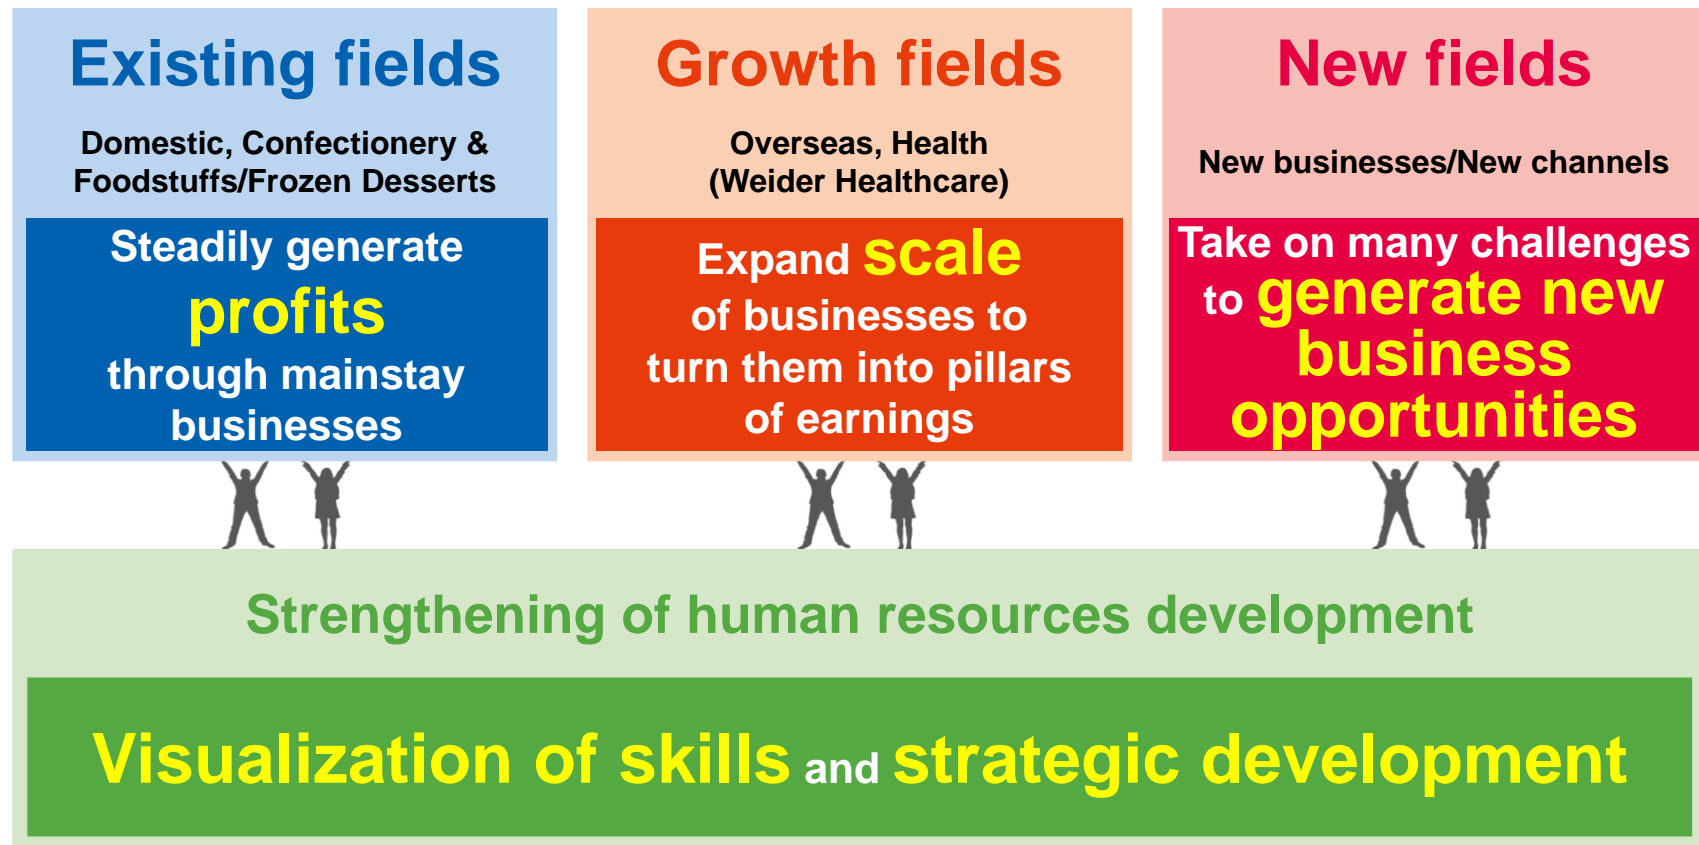 Existing fields
Domestic, Confectionery &
Foodstuffs/Frozen Desserts
Steadily generate
profits
through mainstay
businesses
Growth fields
Overseas, Health
(Weider Healthcare)
Expand scale
of businesses to
turn them into pillars
of earnings
New fields
New businesses/New channels
Take on many challenges
to generate new
business
opportunities
Strengthening of human resources development
Visualization of skills and strategic development